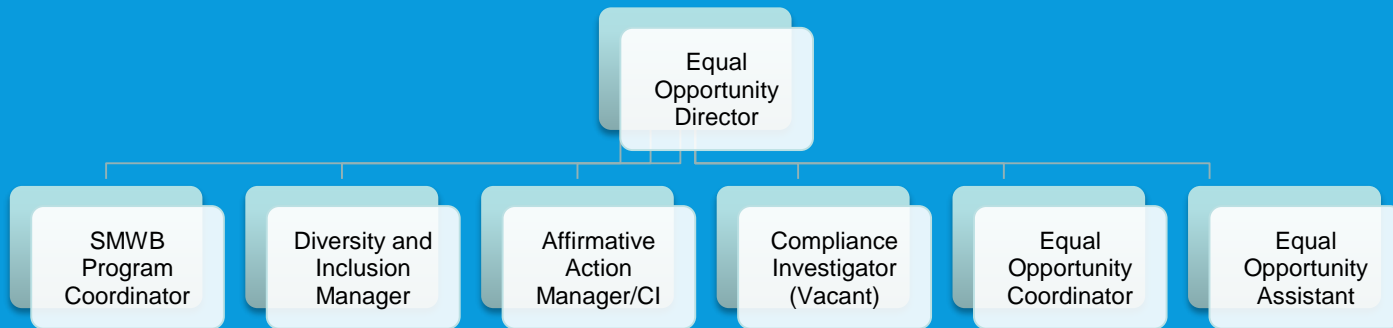 Equal
Opportunity
Director
SMWB
Program
Coordinator
Diversity and
Inclusion
Manager
Affirmative
Action
Manager/CI
Compliance
Investigator
(Vacant)
Equal
Opportunity
Coordinator
Equal
Opportunity
Assistant